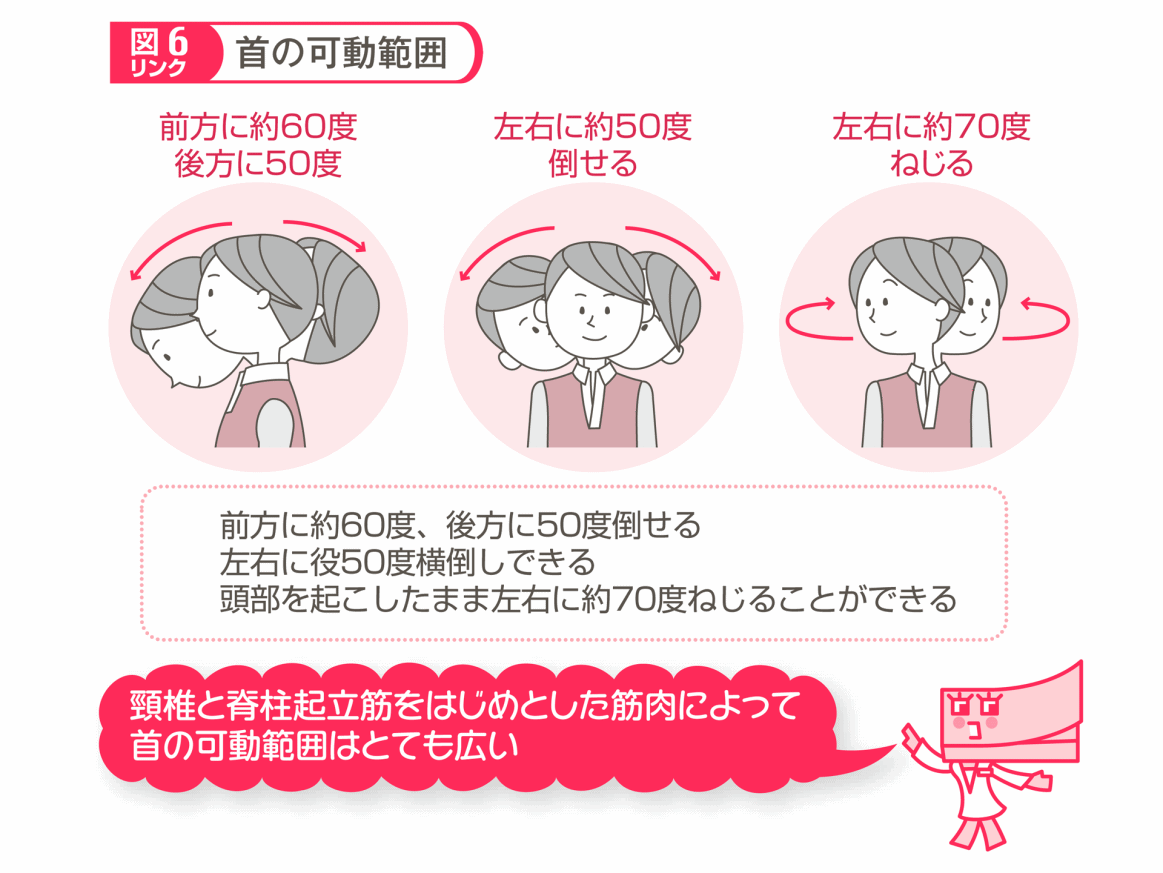 図6
リンク
首の可動範囲
前方に約60度
後方に50度
左右に約50度
倒せる
左右に約70度
ねじる
前方に約60度、後方に50度倒せる
左右に役50度横倒しできる
頭部を起こしたまま左右に約70度ねじることができる
頸椎と脊柱起立筋をはじめとした筋肉によって
首の可動範囲はとても広い